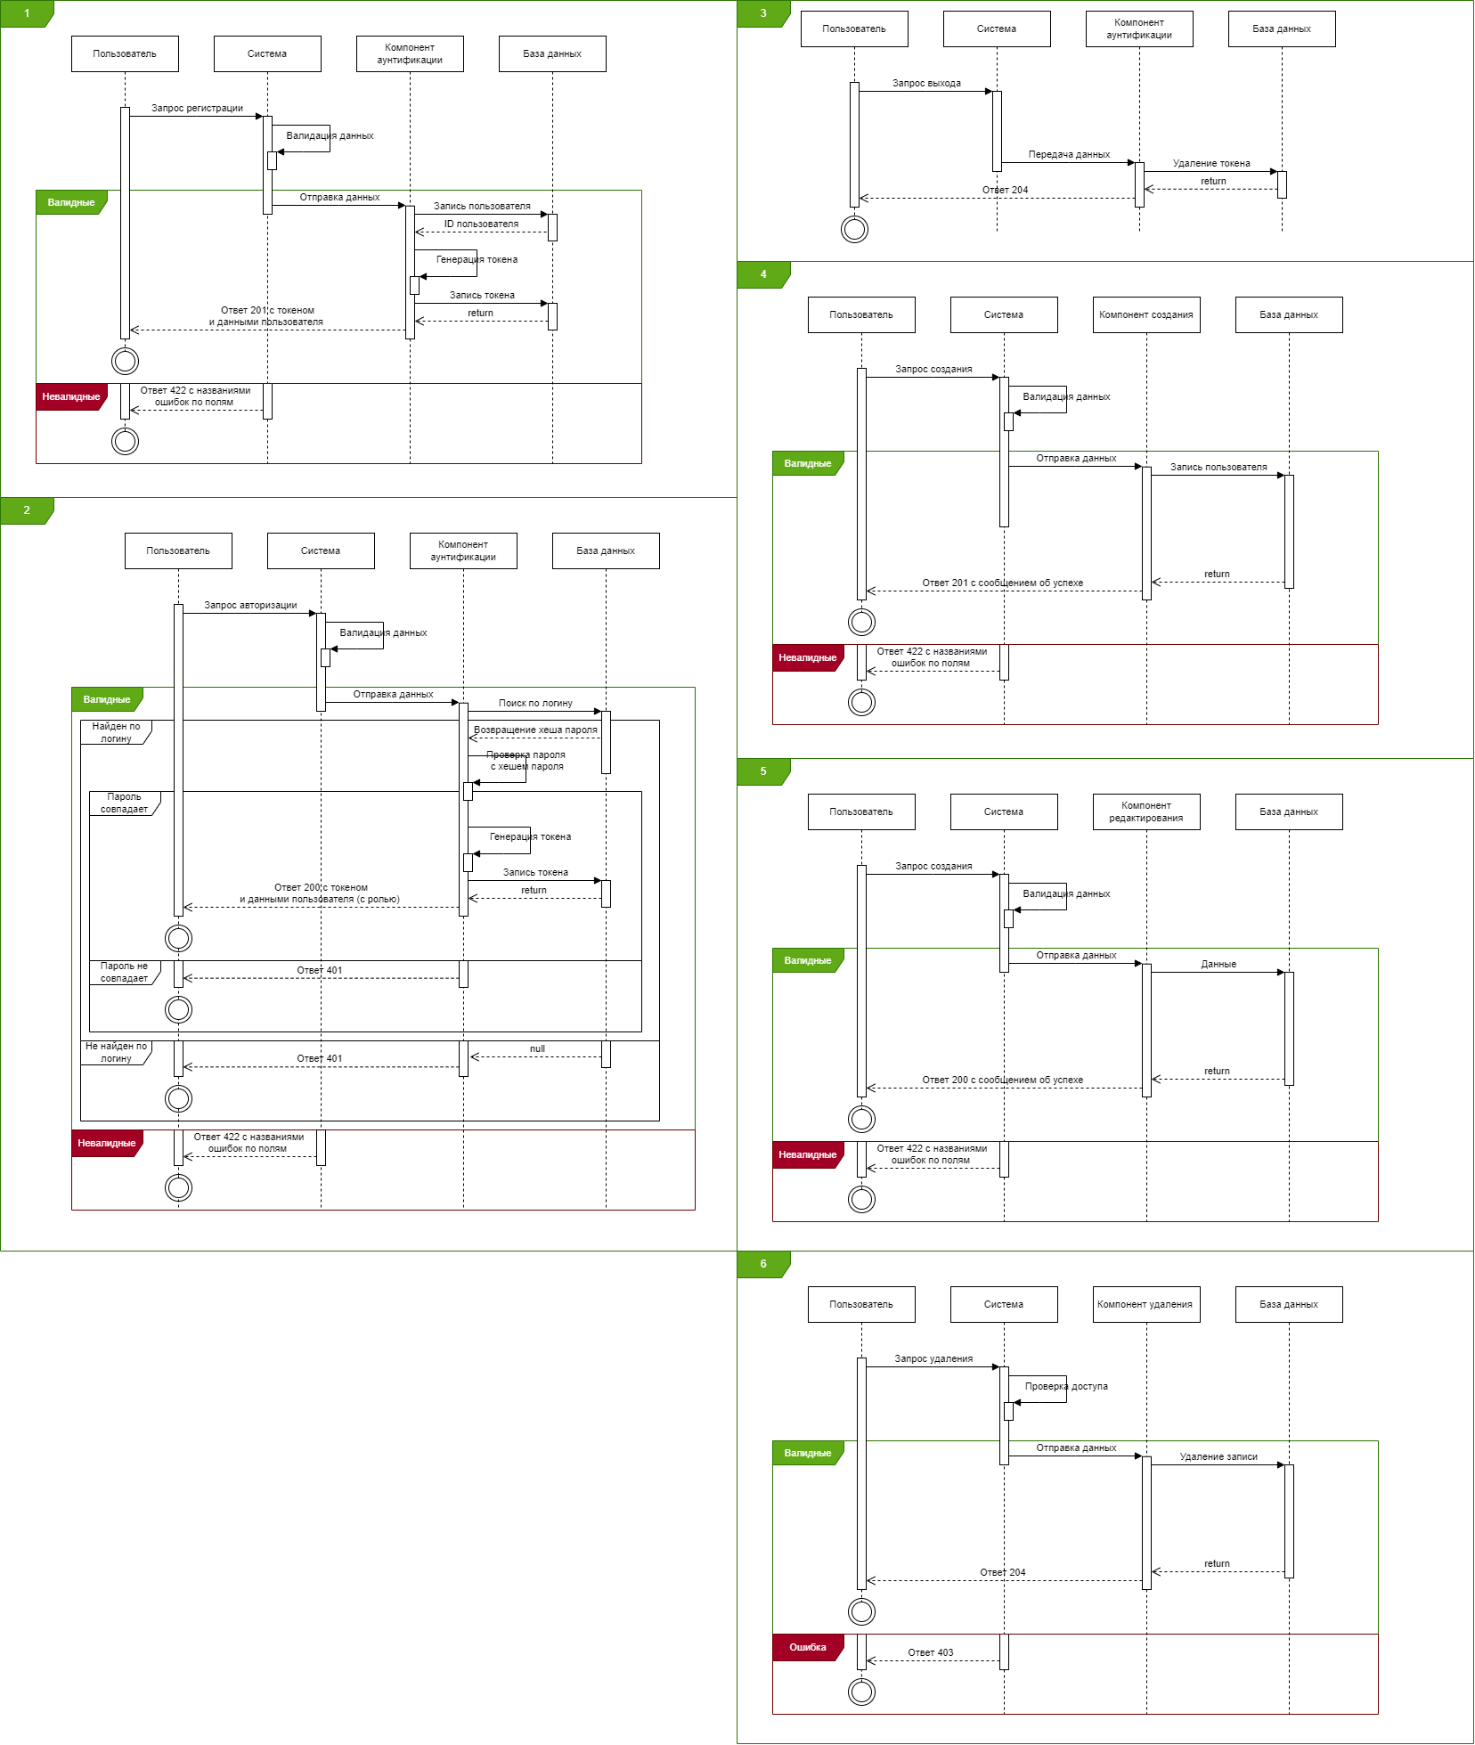 1
Пользователь
Система
Компонент
аунтификации
База данных
Запрос регистрации
Валидация данных
Валидные
Отправка данных
Запись пользователя
ID пользователя
Генерация токена
Запись токена
return
Ответ 201 с токеном
и данными пользователя
Невалидные
Ответ 422 с названиями
ошибок по полям
2
Пользователь
Система
Компонент
аунтификации
База данных
Запрос авторизации
Валидация данных
Валидные
Отправка данных
Поиск по логину
Найден по
логину
Возвращение хеша пароля
Проверка пароля
с хешем пароля
Пароль
совпадает
Генерация токена
Запись токена
return
Ответ 200 с токеном
и данными пользователя (с ролью)
Пароль не
совпадает
Ответ 401
Не найден по
логину
null
Ответ 401
Невалидные
Ответ 422 с названиями
ошибок по полям
3
Пользователь
Система
Компонент
аунтификации
База данных
Запрос выхода
Передача данных
Удаление токена
return
Ответ 204
4
Пользователь
Система
Компонент создания
База данных
Запрос создания
Валидация данных
Валидные
Отправка данных
Запись пользователя
return
Ответ 201 с сообщением об успехе
Невалидные
Ответ 422 с названиями
ошибок по полям
5
Пользователь
Система
Компонент
редактирования
База данных
Запрос создания
Валидация данных
Валидные
Отправка данных
Данные
return
Ответ 200 с сообщением об успехе
Невалидные
Ответ 422 с названиями
ошибок по полям
6
Пользователь
Система
Компонент удаления
База данных
Запрос удаления
Проверка доступа
Валидные
Отправка данных
Удаление записи
return
Ответ 204
Ошибка
Ответ 403